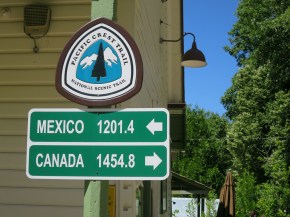 PACIFIC CREST TRAIL
NATIONAL SCENIC TRAIL
MEXICO 1201.4
CANADA 1454.8